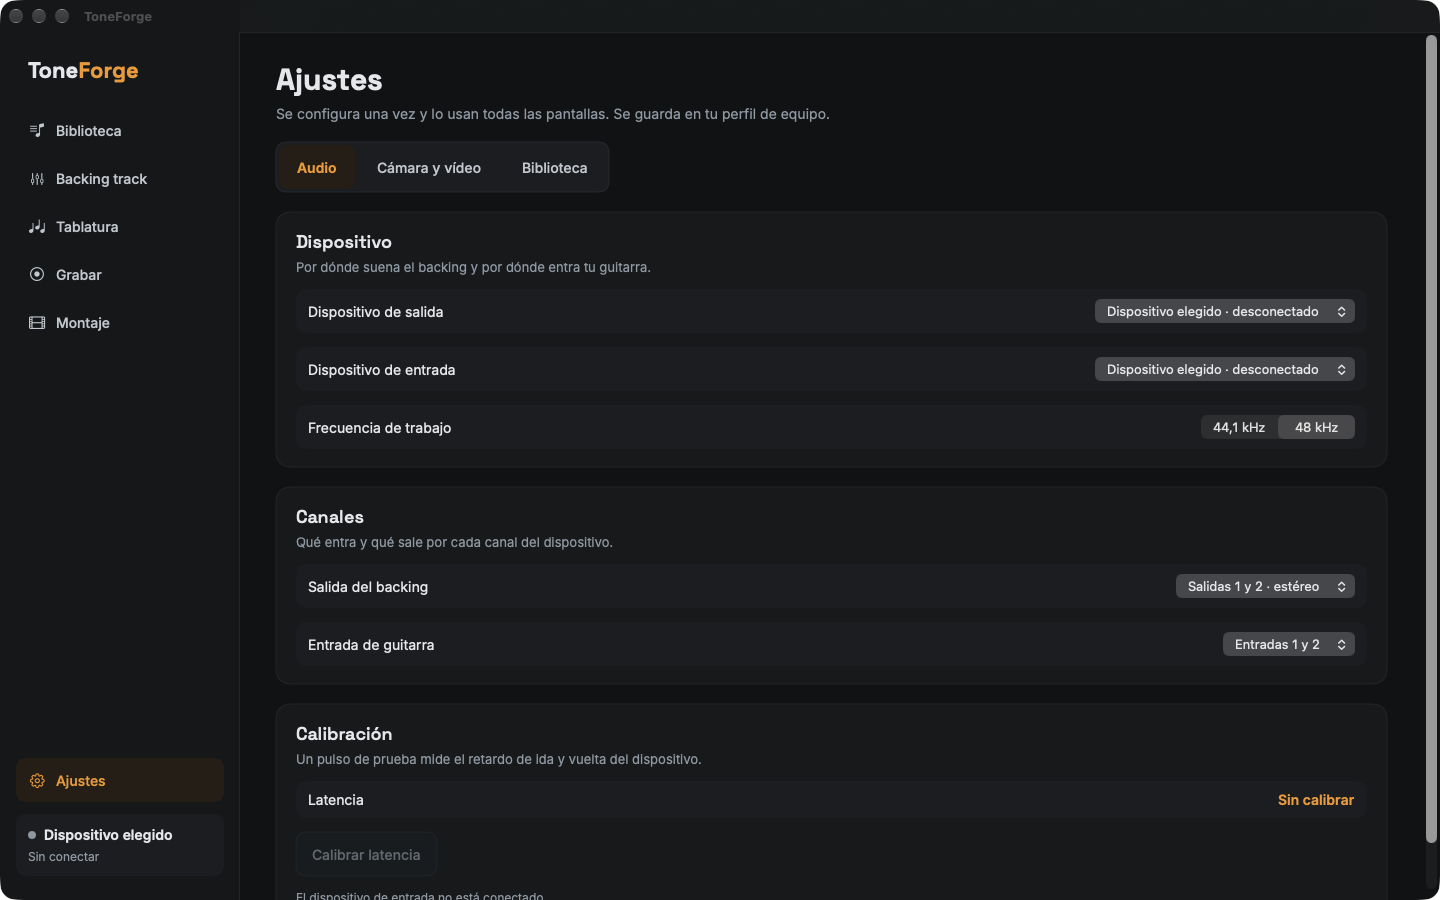 ToneForge
ToneForge
Biblioteca
Backing track
Tablatura
Grabar
Montaje
Ajustes
Dispositivo elegido
Sin conectar
Ajustes
Se configura una vez y lo usan todas las pantallas. Se guarda en tu perfil de equipo.
Audio
Cámara y vídeo
Biblioteca
Dispositivo
Por dónde suena el backing y por dónde entra tu guitarra.
Dispositivo de salida
Dispositivo elegido · desconectado
Dispositivo de entrada
Dispositivo elegido · desconectado
Frecuencia de trabajo
44,1 kHz
48 kHz
Canales
Qué entra y qué sale por cada canal del dispositivo.
Salida del backing
Salidas 1 y 2 · estéreo
Entrada de guitarra
Entradas 1 y 2
Calibración
Un pulso de prueba mide el retardo de ida y vuelta del dispositivo.
Latencia
Sin calibrar
Calibrar latencia
El dispositivo de entrada no está conectado